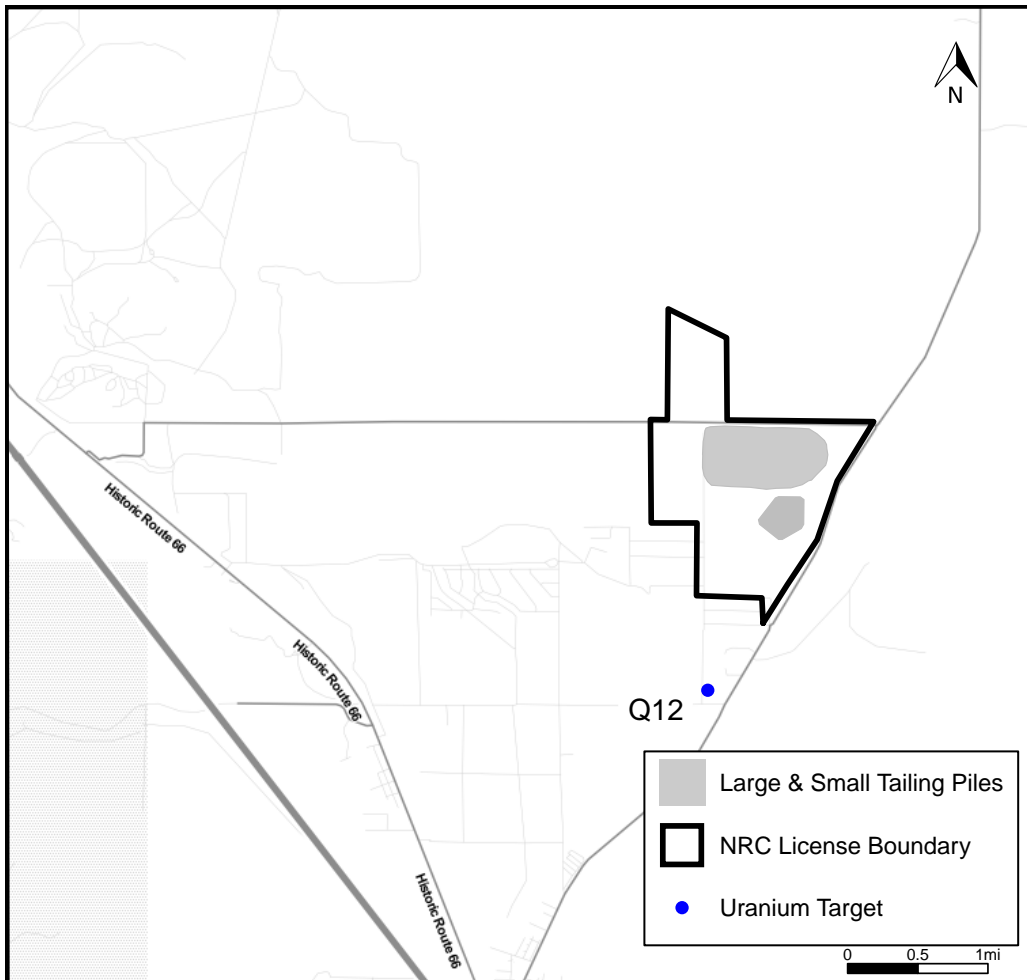 N
Historic Route 66
Historic Route 66
Q12
Large & Small Tailing Piles
NRC License Boundary
Uranium Target
Historic Route 66
0 0.5 1mi